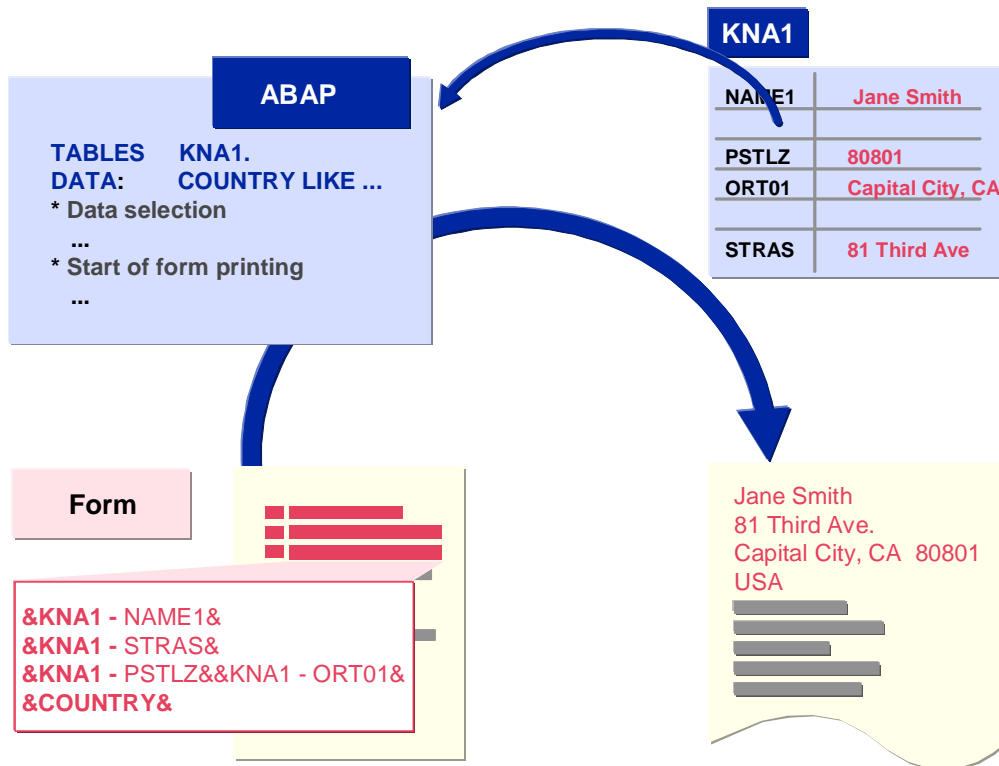 KNA1
NAME1 Jane Smith
PSTLZ 80801
ORT01 Capital City, CA
STRAS 81 Third Ave
ABAP
TABLES KNA1.
DATA: COUNTRY LIKE ...
* Data selection
...
* Start of form printing
...
Form
&KNA1 - NAME1&
&KNA1 - STRAS&
&KNA1 - PSTLZ&&KNA1 - ORT01&
&COUNTRY&
Jane Smith
81 Third Ave.
Capital City, CA 80801
USA